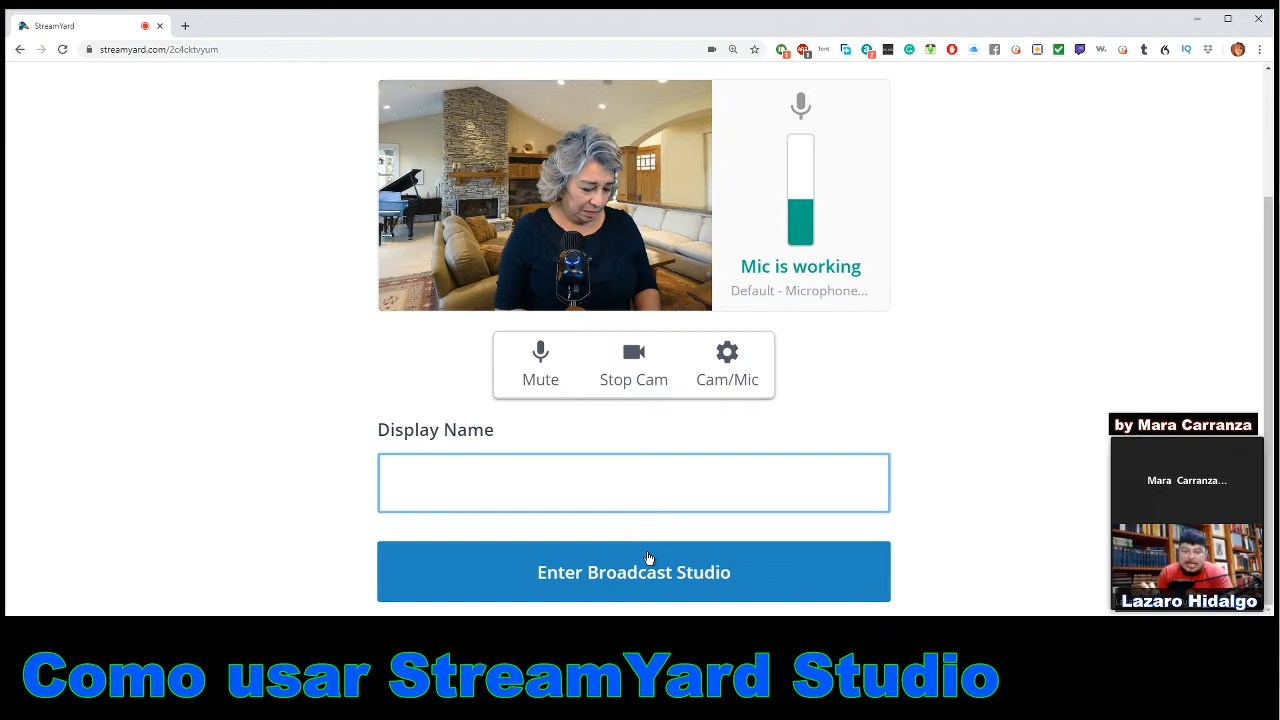 StreamYard
streamyard.com/2c4cktvyum
font
Mic is working
Default - Microphone...
Mute
Stop Cam
Cam/Mic
Display Name
Enter Broadcast Studio
by Mara Carranza
Mara Carranza...
Lazaro Hidalgo
Como usar StreamYard Studio